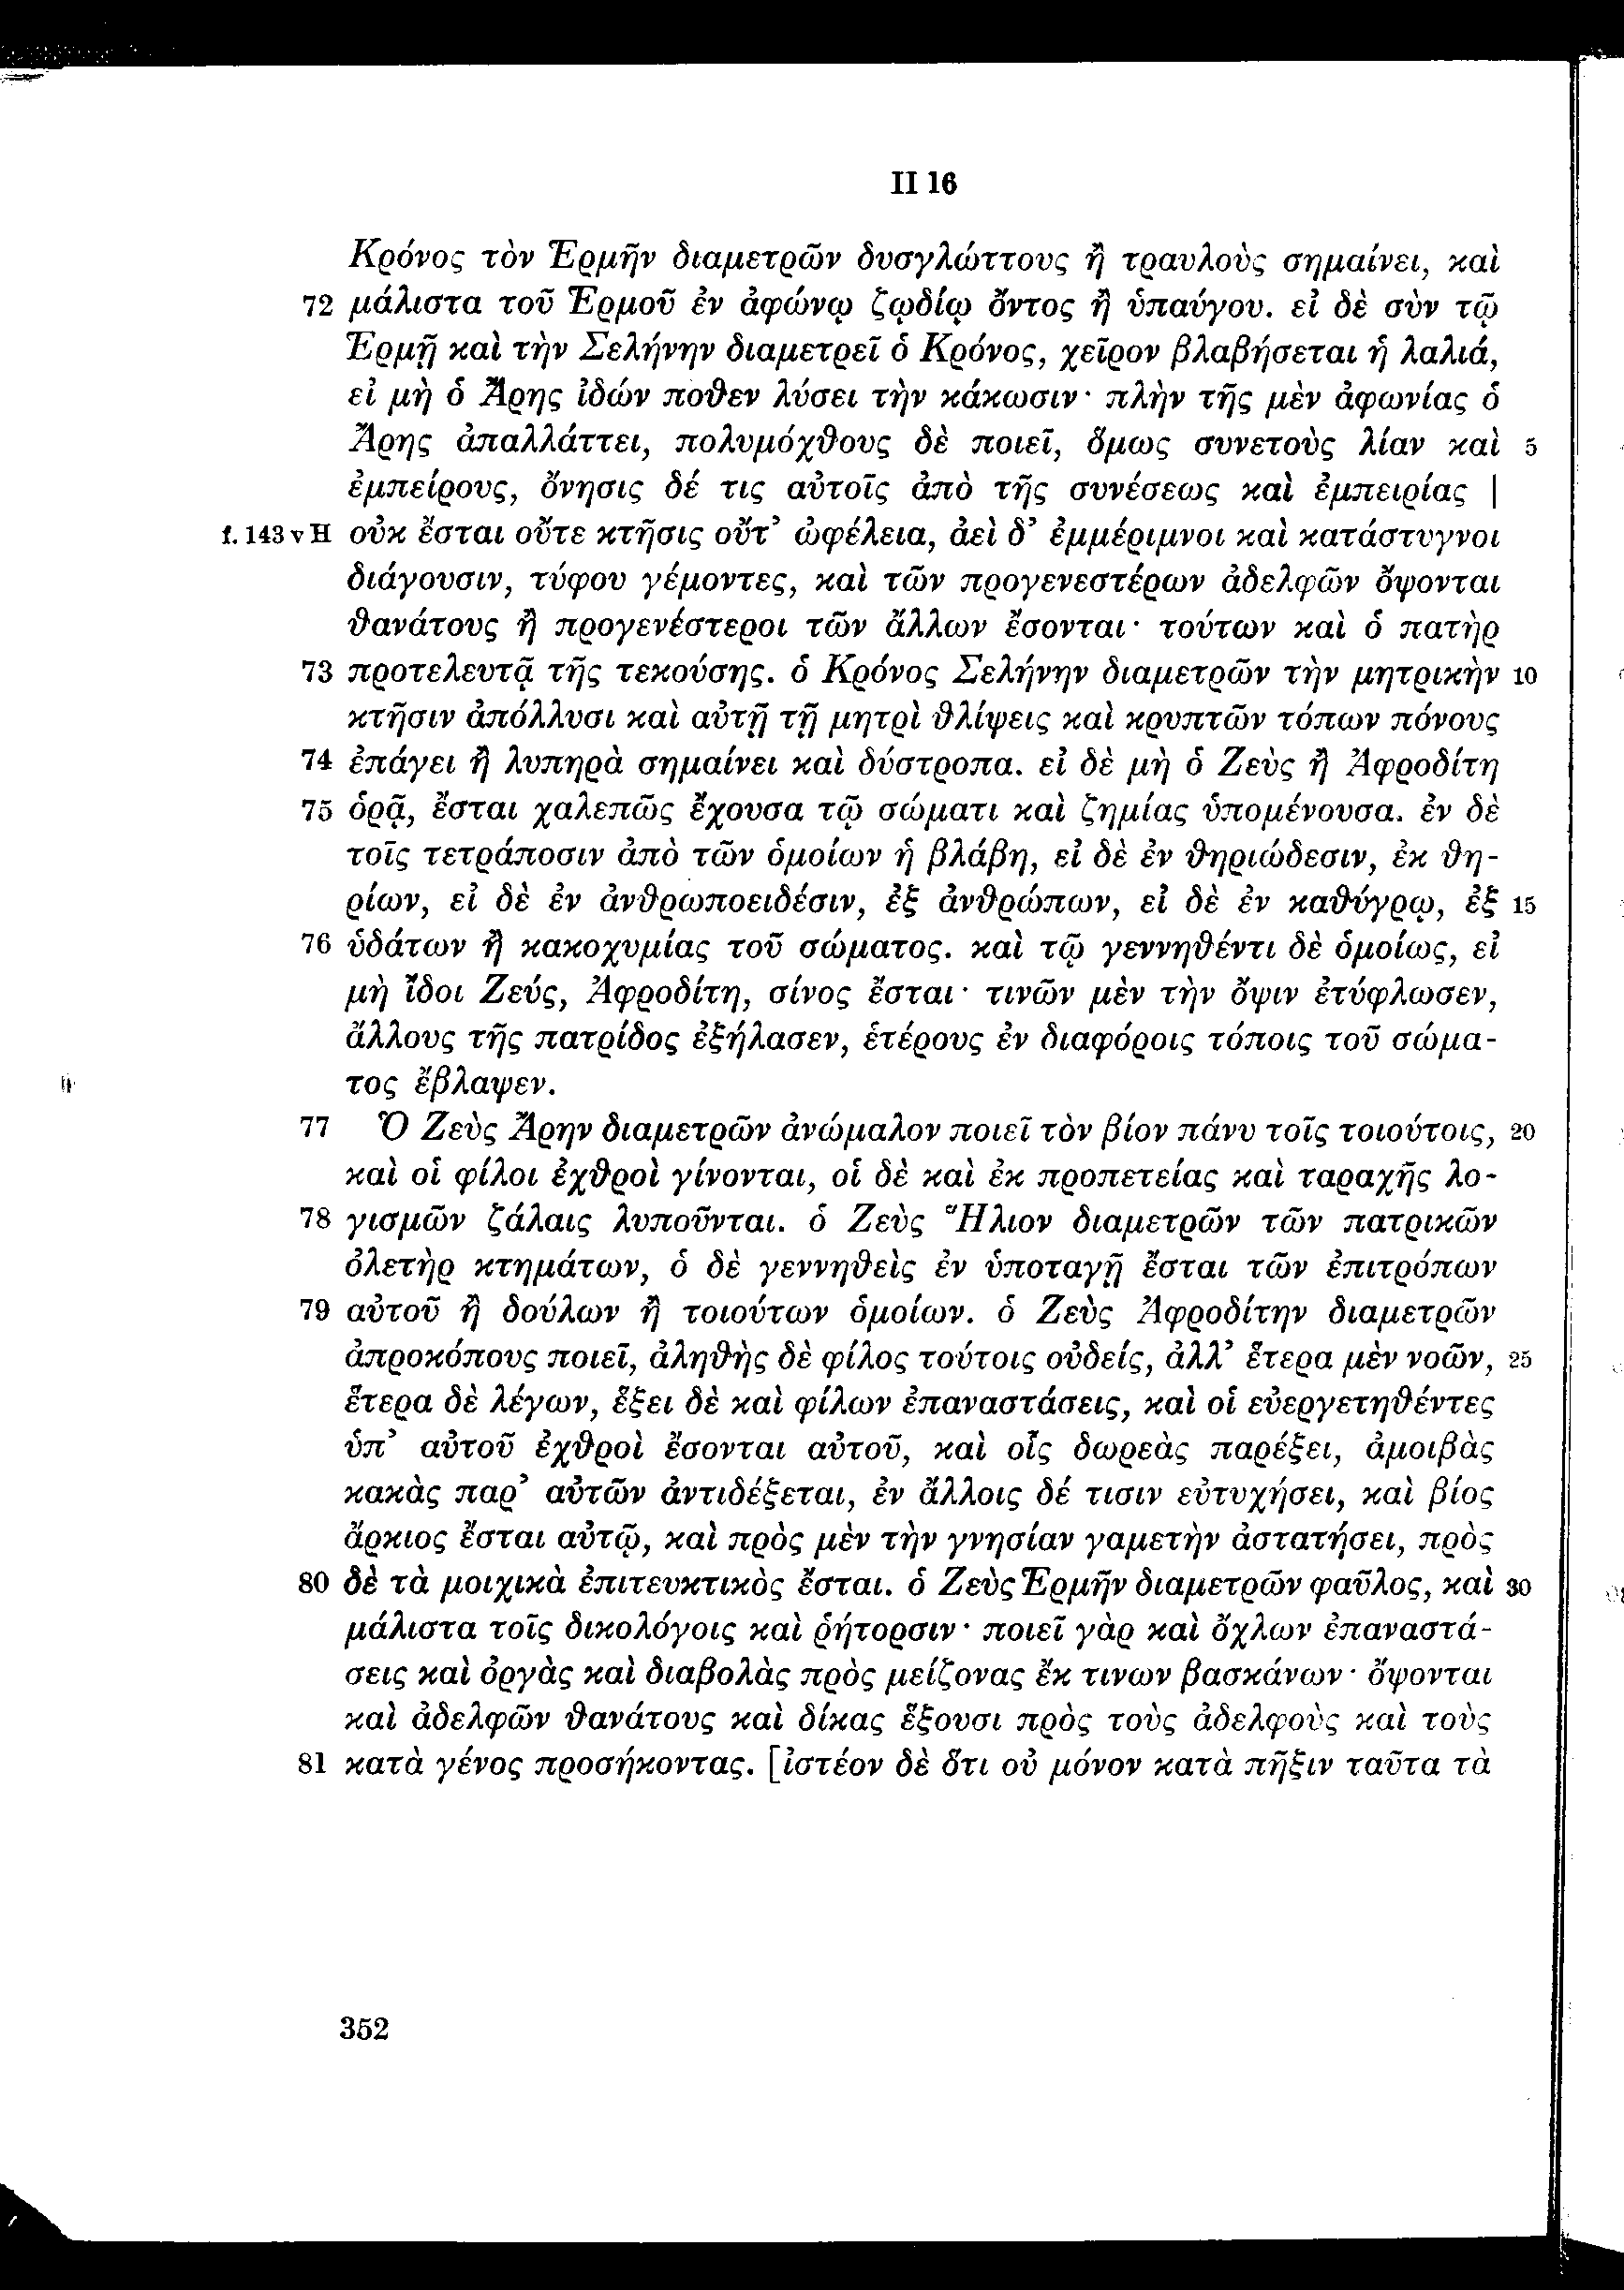 II 16
Κρόνος τὸν Ἑρμῆν διαμετρῶν δυσγλώττους ἢ τραυλοὺς σημαίνει, καὶ
72 μάλιστα τοῦ Ἑρμοῦ ἐν ἀφώνῳ ζῳδίῳ ὄντος ἢ ὑπαύγου. εἰ δὲ σὺν τῷ
Ἑρμῇ καὶ τὴν Σελήνην διαμετρεῖ ὁ Κρόνος, χεῖρον βλαβήσεται ἡ λαλιά,
εἰ μὴ ὁ Ἄρης ἰδών ποθεν λύσει τὴν κάκωσιν· πλὴν τῆς μὲν ἀφωνίας ὁ
Ἄρης ἀπαλλάττει, πολυμόχθους δὲ ποιεῖ, ὅμως συνετοὺς λίαν καὶ 5
ἐμπείρους, ὄνησις δέ τις αὐτοῖς ἀπὸ τῆς συνέσεως καὶ ἐμπειρίας |
f. 143 v H οὐκ ἔσται οὔτε κτῆσις οὔτ’ ὠφέλεια, ἀεὶ δ’ ἐμμέριμνοι καὶ κατάστυγνοι
διάγουσιν, τύφου γέμοντες, καὶ τῶν προγενεστέρων ἀδελφῶν ὄψονται
θανάτους ἢ προγενέστεροι τῶν ἄλλων ἔσονται· τούτων καὶ ὁ πατὴρ
73 προτελευτᾷ τῆς τεκούσης. ὁ Κρόνος Σελήνην διαμετρῶν τὴν μητρικὴν 10
κτῆσιν ἀπόλλυσι καὶ αὐτῇ τῇ μητρὶ θλίψεις καὶ κρυπτῶν τόπων πόνους
74 ἐπάγει ἢ λυπηρὰ σημαίνει καὶ δύστροπα. εἰ δὲ μὴ ὁ Ζεὺς ἢ Ἀφροδίτη
75 ὁρᾷ, ἔσται χαλεπῶς ἔχουσα τῷ σώματι καὶ ζημίας ὑπομένουσα. ἐν δὲ
τοῖς τετράποσιν ἀπὸ τῶν ὁμοίων ἡ βλάβη, εἰ δὲ ἐν θηριώδεσιν, ἐκ θη-
ρίων, εἰ δὲ ἐν ἀνθρωποειδέσιν, ἐξ ἀνθρώπων, εἰ δὲ ἐν καθύγρῳ, ἐξ 15
76 ὑδάτων ἢ κακοχυμίας τοῦ σώματος. καὶ τῷ γεννηθέντι δὲ ὁμοίως, εἰ
μὴ ἴδοι Ζεύς, Ἀφροδίτη, σίνος ἔσται· τινῶν μὲν τὴν ὄψιν ἐτύφλωσεν,
ἄλλους τῆς πατρίδος ἐξήλασεν, ἑτέρους ἐν διαφόροις τόποις τοῦ σώμα-
τος ἔβλαψεν.
77 Ὁ Ζεὺς Ἄρην διαμετρῶν ἀνώμαλον ποιεῖ τὸν βίον πάνυ τοῖς τοιούτοις, 20
καὶ οἱ φίλοι ἐχθροὶ γίνονται, οἱ δὲ καὶ ἐκ προπετείας καὶ ταραχῆς λο-
78 γισμῶν ζάλαις λυποῦνται. ὁ Ζεὺς Ἥλιον διαμετρῶν τῶν πατρικῶν
ὀλετὴρ κτημάτων, ὁ δὲ γεννηθεὶς ἐν ὑποταγῇ ἔσται τῶν ἐπιτρόπων
79 αὐτοῦ ἢ δούλων ἢ τοιούτων ὁμοίων. ὁ Ζεὺς Ἀφροδίτην διαμετρῶν
ἀπροκόπους ποιεῖ, ἀληθὴς δὲ φίλος τούτοις οὐδείς, ἀλλ’ ἕτερα μὲν νοῶν, 25
ἕτερα δὲ λέγων, ἕξει δὲ καὶ φίλων ἐπαναστάσεις, καὶ οἱ εὐεργετηθέντες
ὑπ’ αὐτοῦ ἐχθροὶ ἔσονται αὐτοῦ, καὶ οἷς δωρεὰς παρέξει, ἀμοιβὰς
κακὰς παρ’ αὐτῶν ἀντιδέξεται, ἐν ἄλλοις δέ τισιν εὐτυχήσει, καὶ βίος
ἄρκιος ἔσται αὐτῷ, καὶ πρὸς μὲν τὴν γνησίαν γαμετὴν ἀστατήσει, πρὸς
80 δὲ τὰ μοιχικὰ ἐπιτευκτικὸς ἔσται. ὁ Ζεὺς Ἑρμῆν διαμετρῶν φαῦλος, καὶ 30
μάλιστα τοῖς δικολόγοις καὶ ῥήτορσιν· ποιεῖ γὰρ καὶ ὄχλων ἐπαναστά-
σεις καὶ ὀργὰς καὶ διαβολὰς πρὸς μείζονας ἔκ τινων βασκάνων· ὄψονται
καὶ ἀδελφῶν θανάτους καὶ δίκας ἕξουσι πρὸς τοὺς ἀδελφοὺς καὶ τοὺς
81 κατὰ γένος προσήκοντας. [ἰστέον δὲ ὅτι οὐ μόνον κατὰ πῆξιν ταῦτα τὰ
352